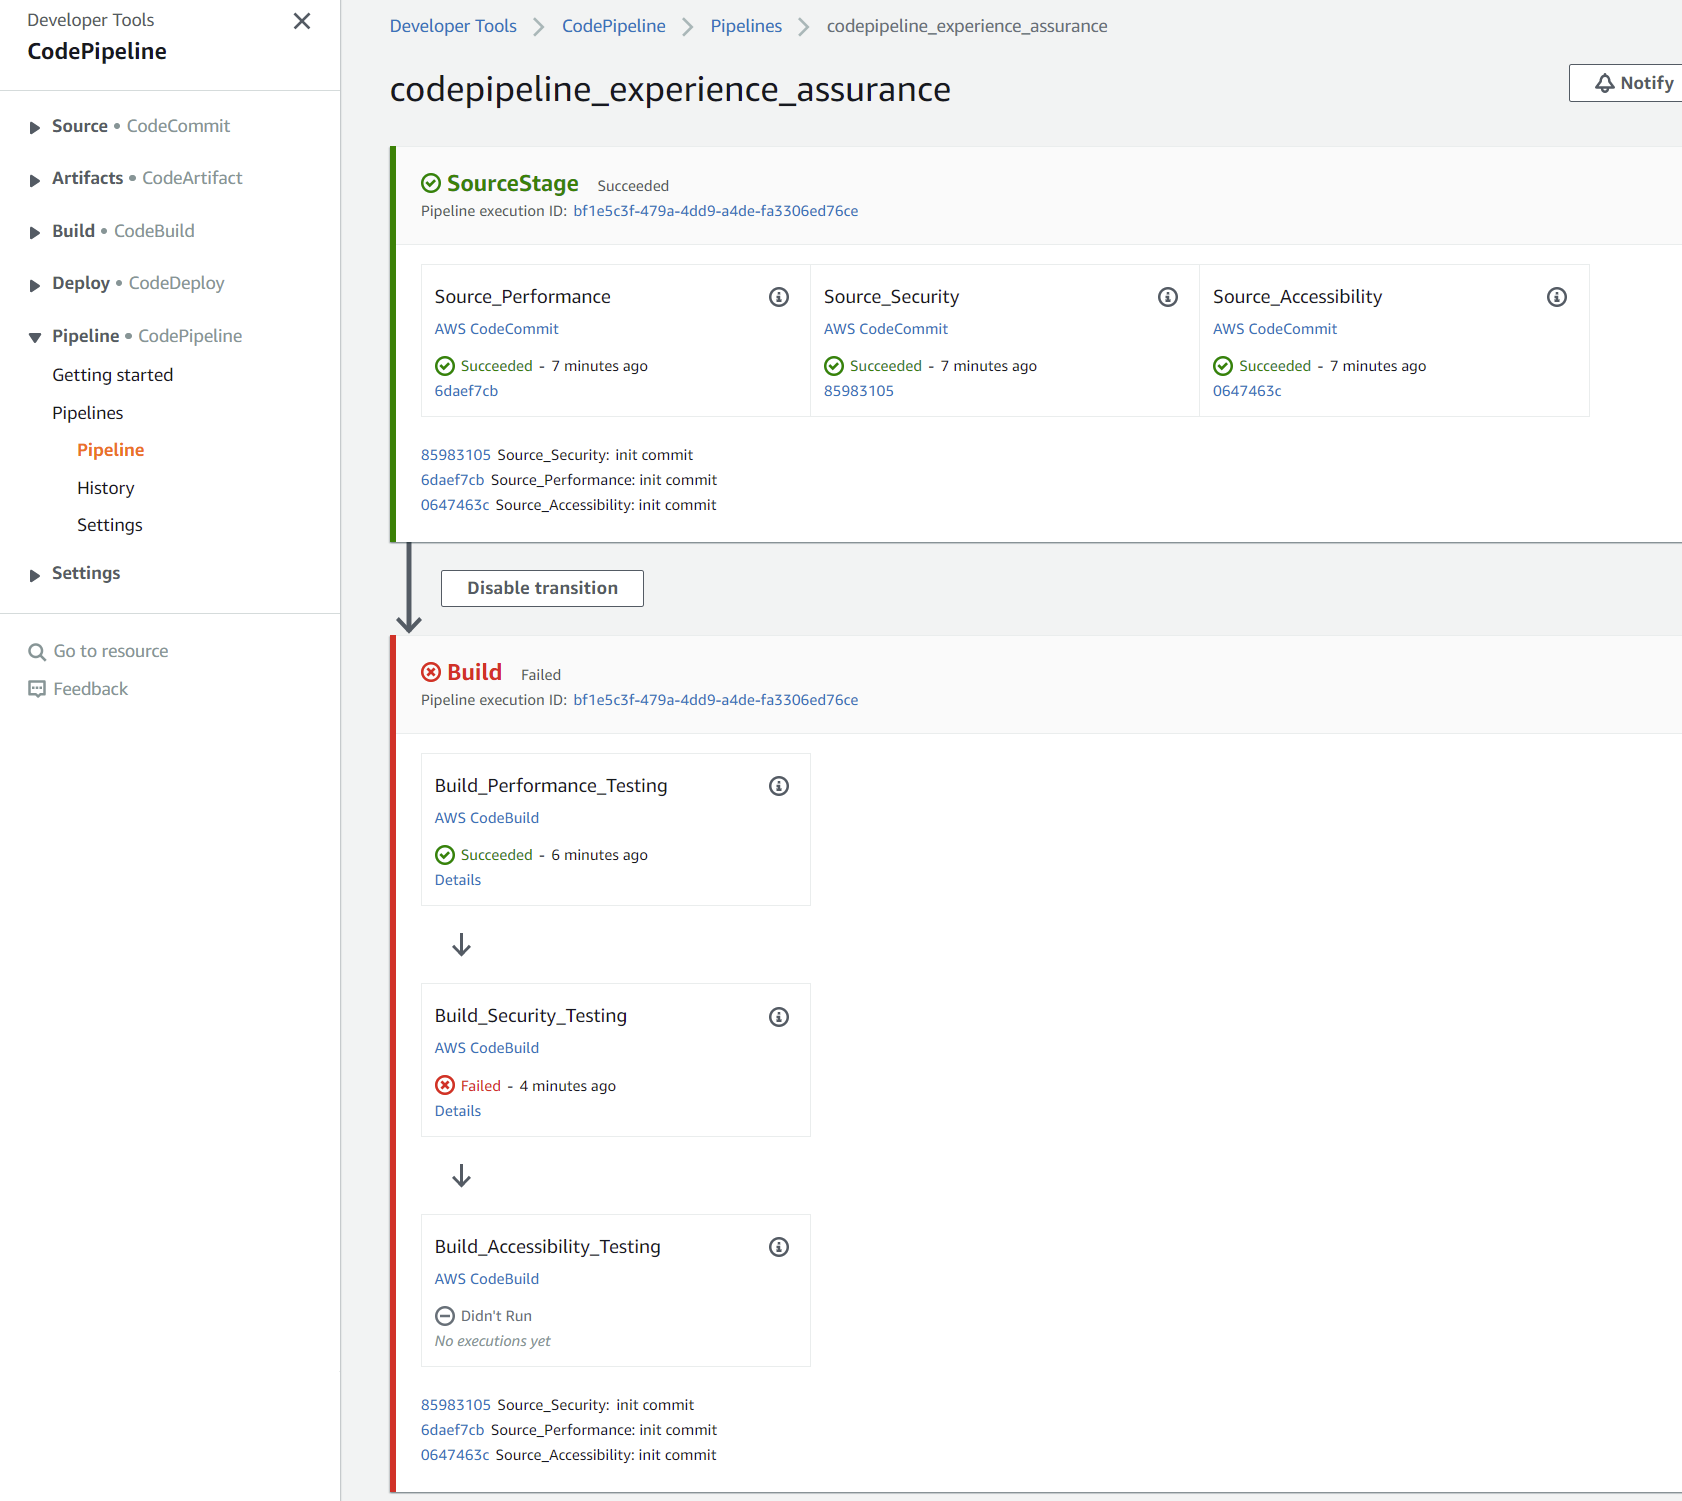 Developer Tools
CodePipeline
Source • CodeCommit
Artifacts • CodeArtifact
Build • CodeBuild
Deploy • CodeDeploy
Pipeline • CodePipeline
Getting started
Pipelines
Pipeline
History
Settings
Settings
Go to resource
Feedback
Developer Tools > CodePipeline > Pipelines > codepipeline_experience_assurance
codepipeline_experience_assurance
Notify
SourceStage Succeeded
Pipeline execution ID: bf1e5c3f-479a-4dd9-a4de-fa3306ed76ce
Source_Performance
AWS CodeCommit
Succeeded - 7 minutes ago
6daef7cb
Source_Security
AWS CodeCommit
Succeeded - 7 minutes ago
85983105
Source_Accessibility
AWS CodeCommit
Succeeded - 7 minutes ago
0647463c
85983105 Source_Security: init commit
6daef7cb Source_Performance: init commit
0647463c Source_Accessibility: init commit
Disable transition
Build Failed
Pipeline execution ID: bf1e5c3f-479a-4dd9-a4de-fa3306ed76ce
Build_Performance_Testing
AWS CodeBuild
Succeeded - 6 minutes ago
Details
Build_Security_Testing
AWS CodeBuild
Failed - 4 minutes ago
Details
Build_Accessibility_Testing
AWS CodeBuild
Didn't Run
No executions yet
85983105 Source_Security: init commit
6daef7cb Source_Performance: init commit
0647463c Source_Accessibility: init commit